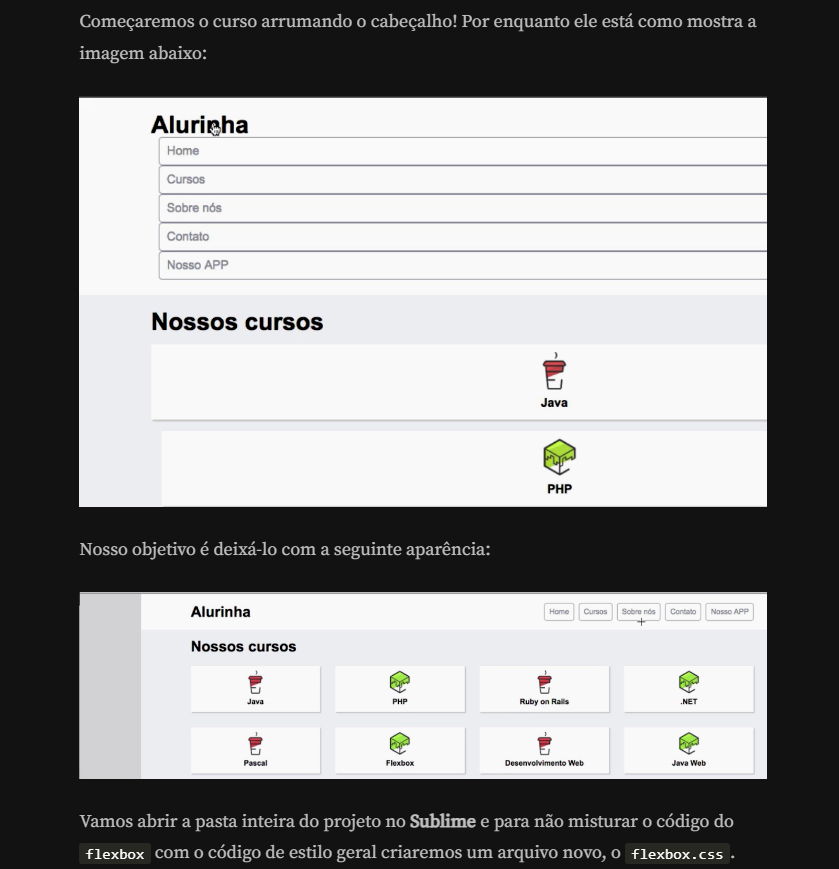 Começaremos o curso arrumando o cabeçalho! Por enquanto ele está como mostra a
imagem abaixo:
Alurinha
Home
Cursos
Sobre nós
Contato
Nosso APP
Nossos cursos
Java
PHP
Nosso objetivo é deixá-lo com a seguinte aparência:
Alurinha
Home Cursos Sobre nós Contato Nosso APP
Nossos cursos
Java PHP Ruby on Rails .NET
Pascal Flexbox Desenvolvimento Web Java Web
Vamos abrir a pasta inteira do projeto no Sublime e para não misturar o código do
flexbox com o código de estilo geral criaremos um arquivo novo, o flexbox.css.